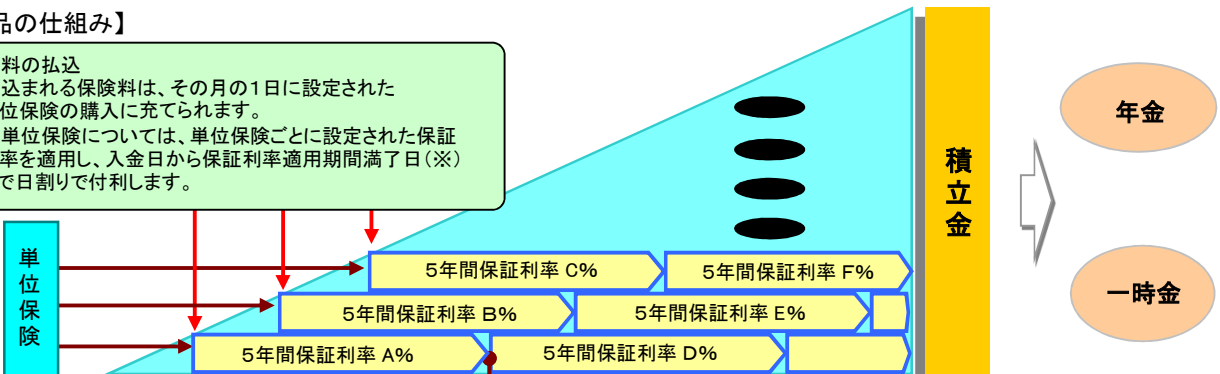 品の仕組み】
料の払込
込まれる保険料は、その月の1日に設定された
位保険の購入に充てられます。
単位保険については、単位保険ごとに設定された保証
率を適用し、入金日から保証利率適用期間満了日(※)
で日割りで付利します。
単位保険
5年間保証利率 C%
5年間保証利率 F%
5年間保証利率 B%
5年間保証利率 E%
5年間保証利率 A%
5年間保証利率 D%
積立金
年金
一時金